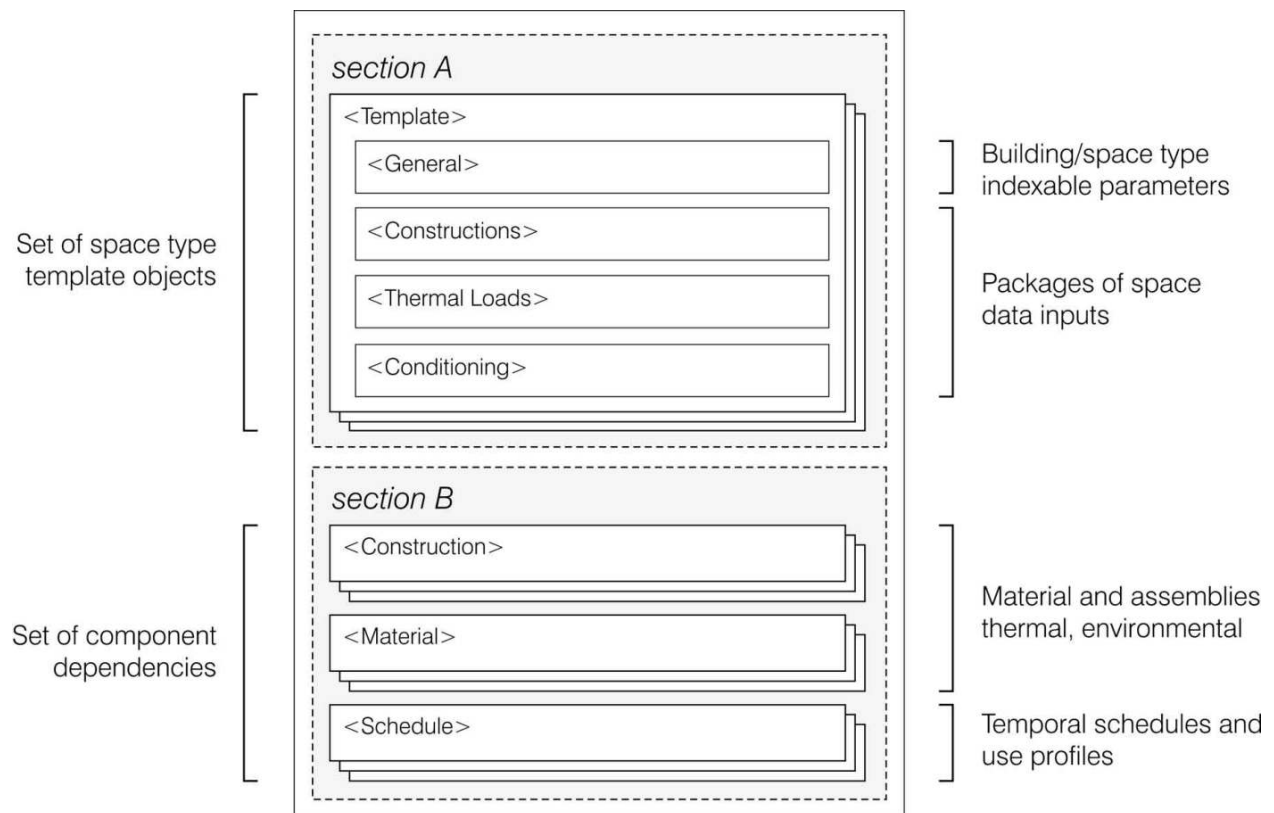 section A
<Template>
<General>
<Constructions>
<Thermal Loads>
<Conditioning>
Set of space type
template objects
Building/space type
indexable parameters
Packages of space
data inputs
section B
<Construction>
<Material>
<Schedule>
Set of component
dependencies
Material and assemblies
thermal, environmental
Temporal schedules and
use profiles